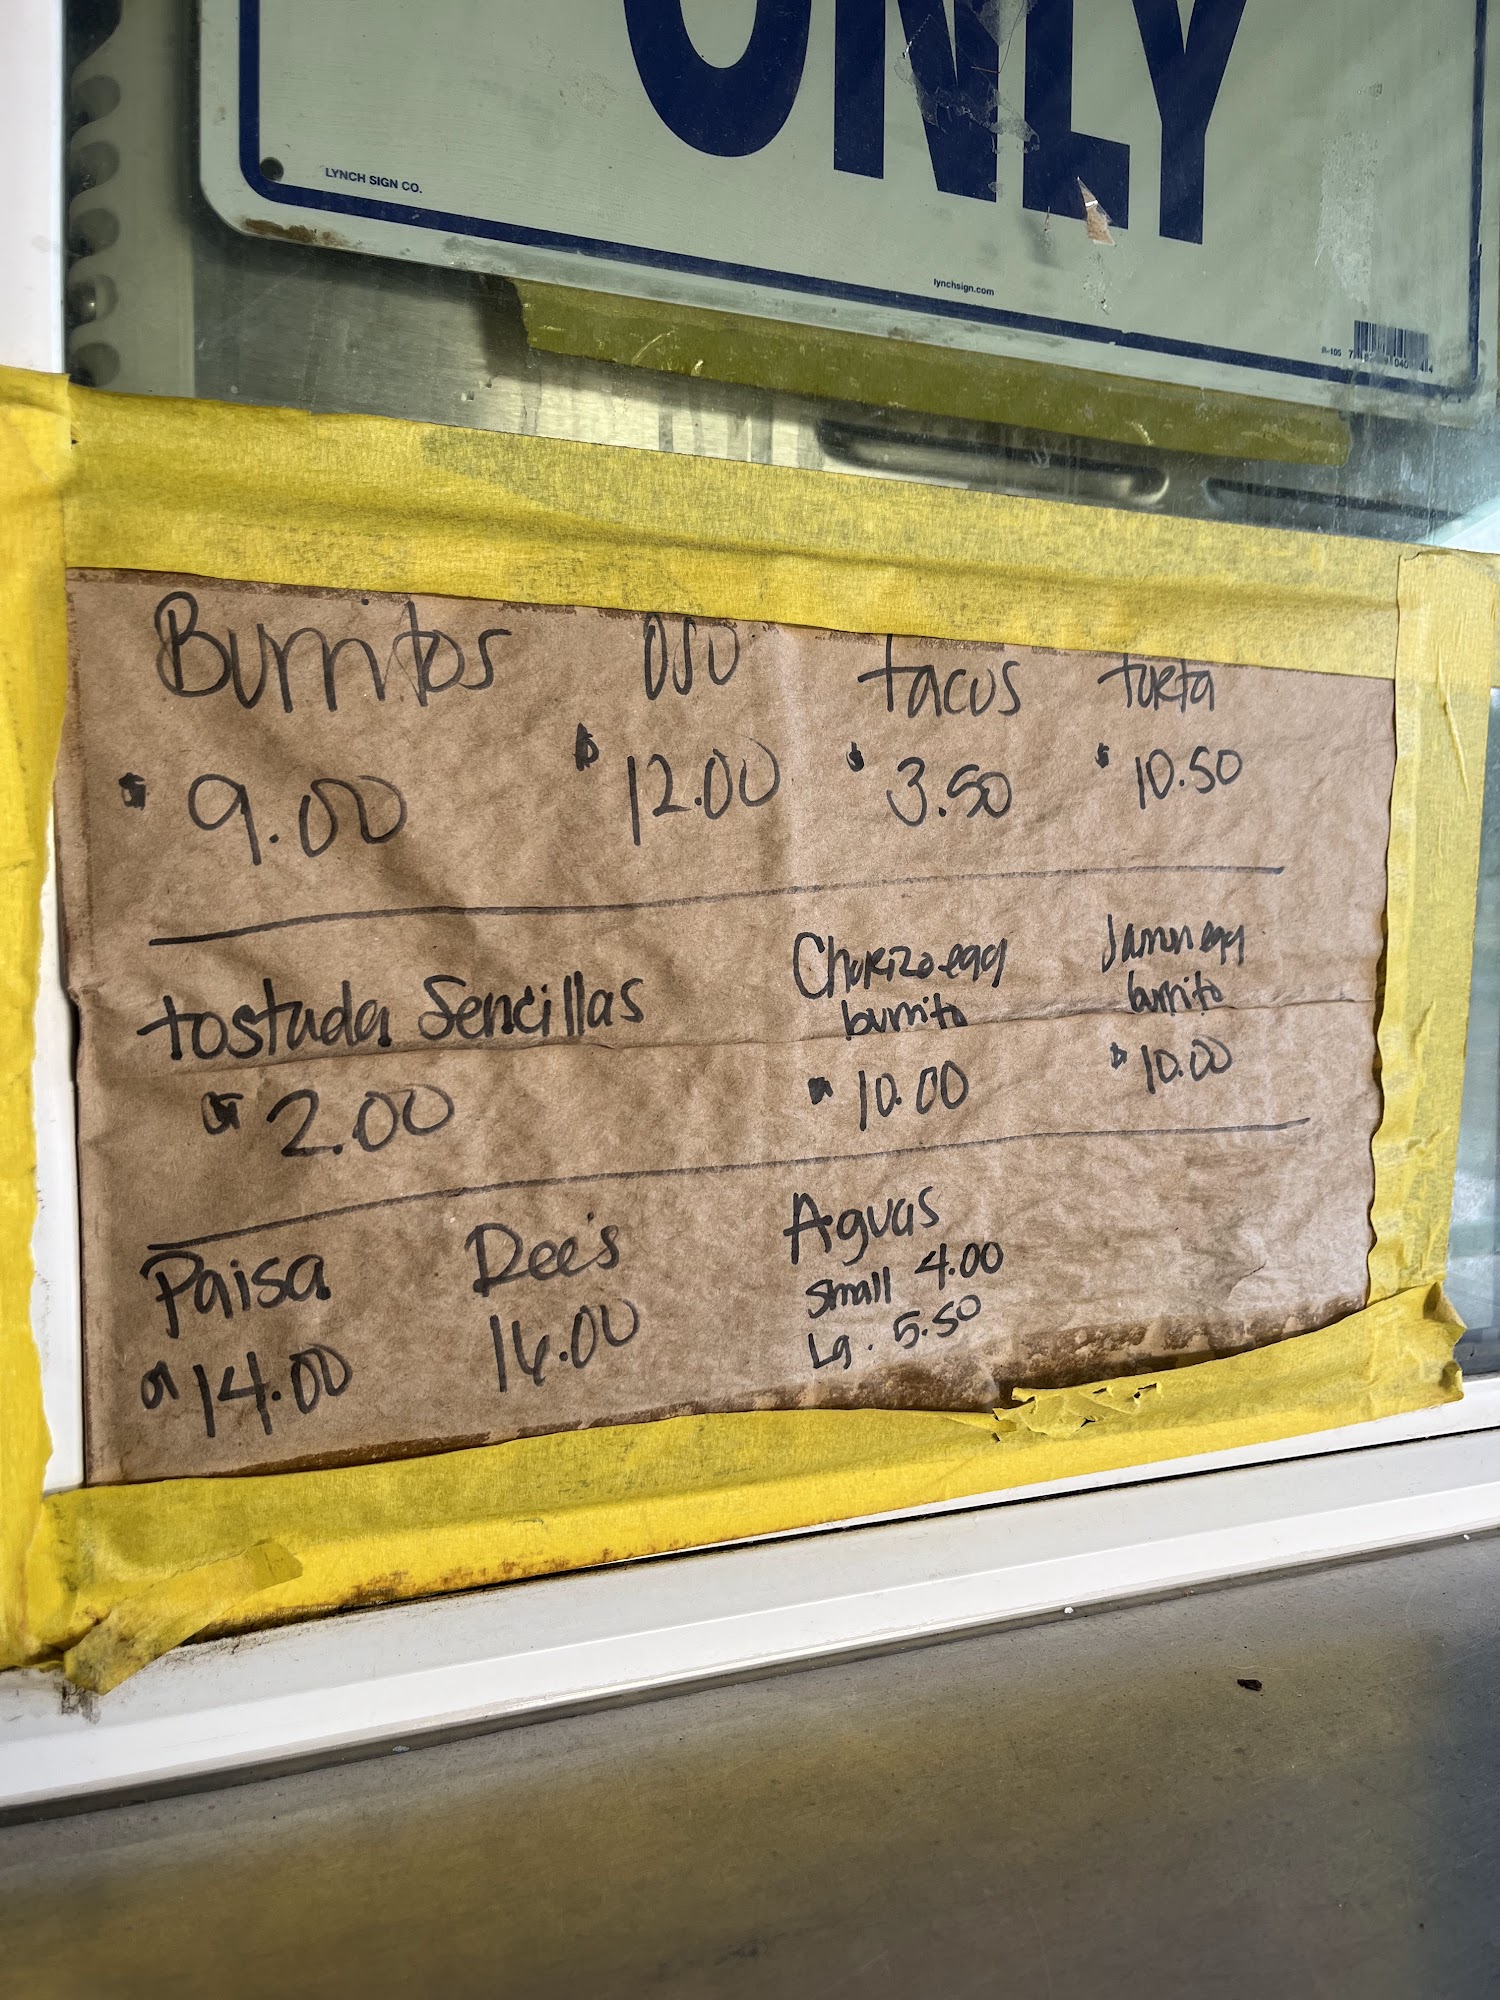 ONLY
LYNCH SIGN CO.
lynchsign.com
R-105
Burritos
$ 9.00
oso
$ 12.00
tacos
$ 3.50
torta
$ 10.50
tostada Sencillas
2.00
Chorizo egg
burrito
10.00
Jamon egg
burrito
$ 10.00
Paisa
14.00
Dee's
16.00
Aguas
Small 4.00
Lg. 5.50